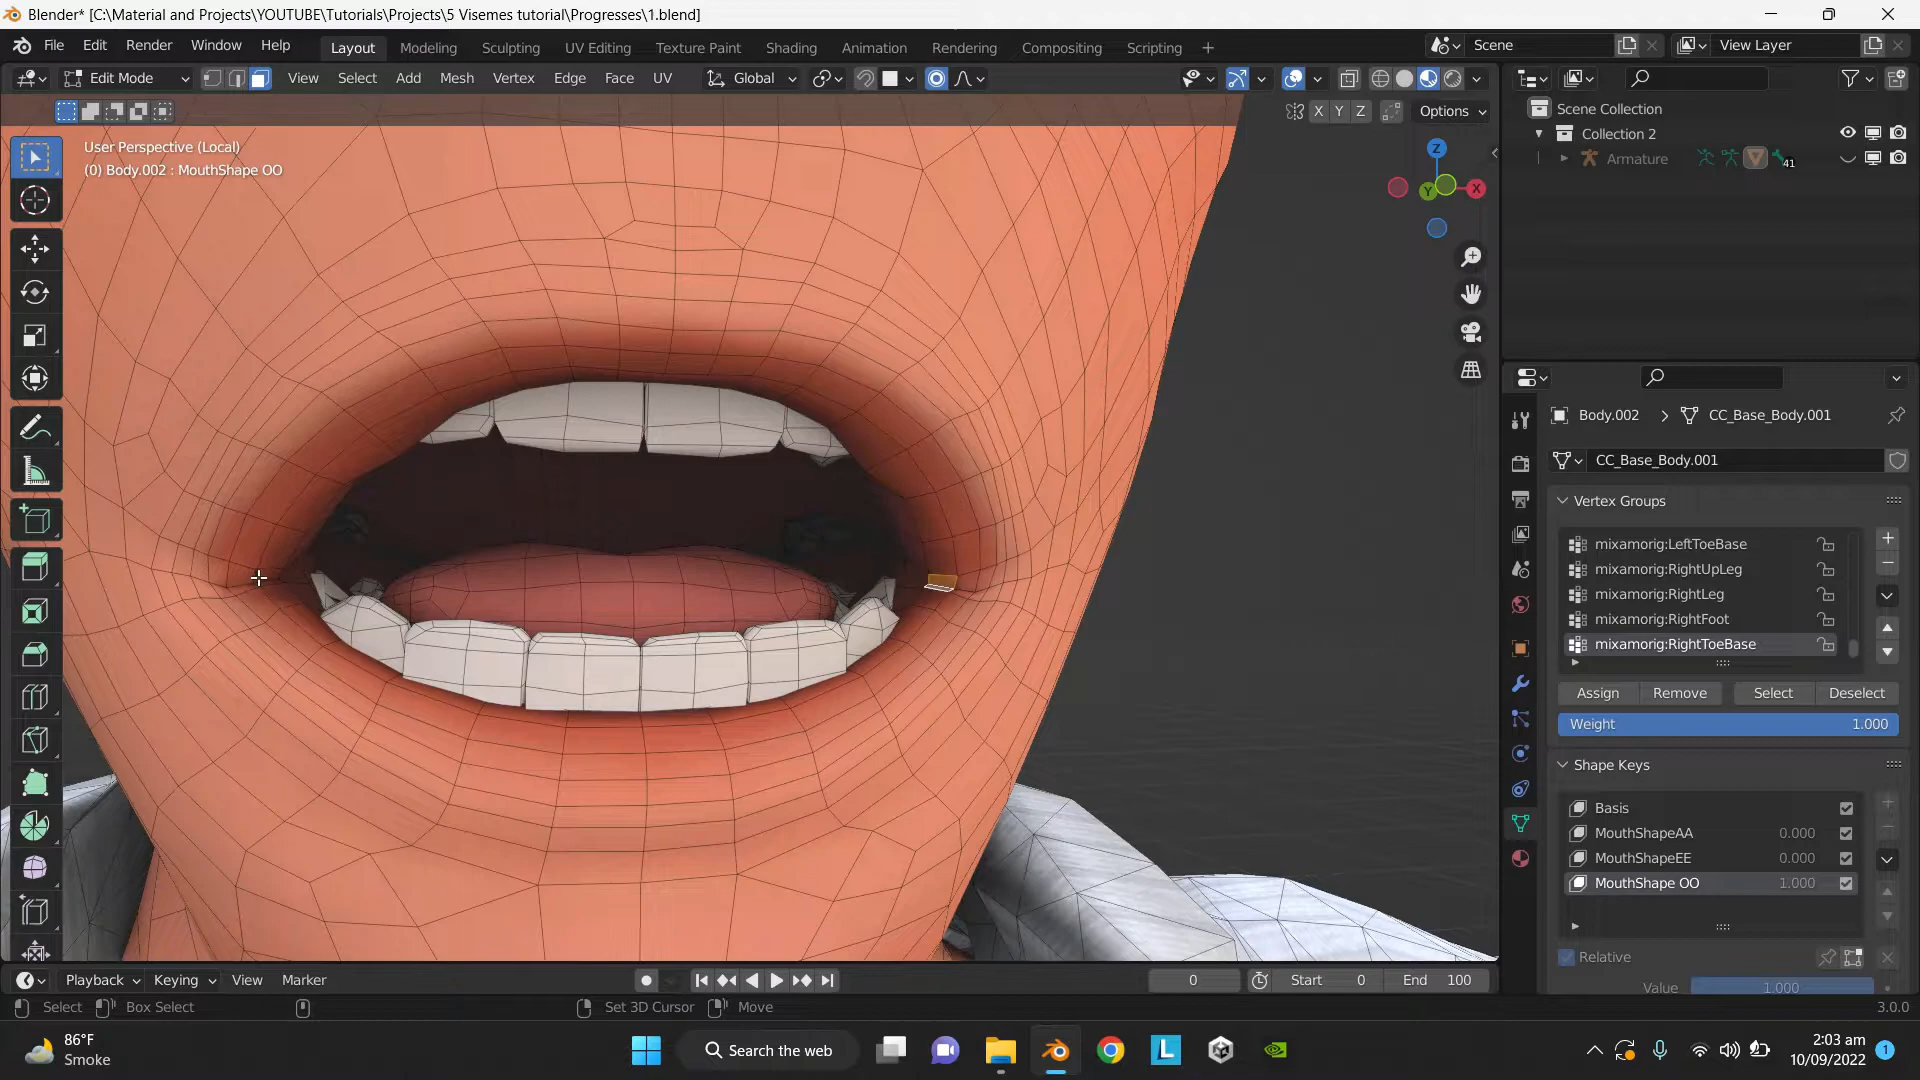 Blender* [C:\Material and Projects\YOUTUBE\Tutorials\Projects\5 Visemes tutorial\Progresses\1.blend]
File Edit Render Window Help Layout Modeling Sculpting UV Editing Texture Paint Shading Animation Rendering Compositing Scripting + Scene View Layer
Edit Mode View Select Add Mesh Vertex Edge Face UV Global
X Y Z Options
User Perspective (Local)
(0) Body.002 : MouthShape OO
Z
Y X
Scene Collection
Collection 2
Armature 41
Body.002 > CC_Base_Body.001
CC_Base_Body.001
Vertex Groups
mixamorig:LeftToeBase
mixamorig:RightUpLeg
mixamorig:RightLeg
mixamorig:RightFoot
mixamorig:RightToeBase
Assign Remove Select Deselect
Weight 1.000
Shape Keys
Basis
MouthShapeAA 0.000
MouthShapeEE 0.000
MouthShape OO 1.000
Relative
Value 1.000
Playback Keying View Marker 0 Start 0 End 100
Select Box Select Set 3D Cursor Move 3.0.0
86°F
Smoke
Search the web
L
2:03 am
10/09/2022
1